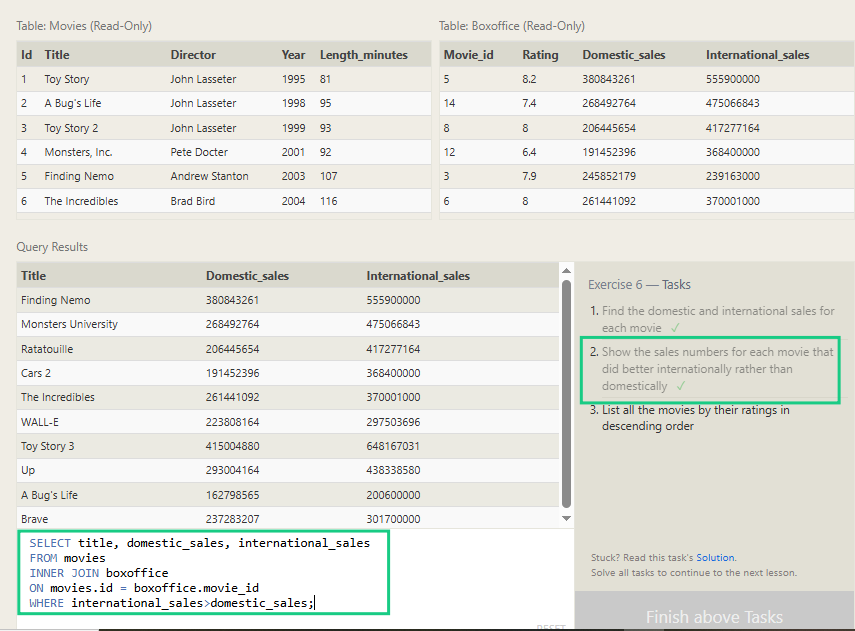 Table: Movies (Read-Only)
Table: Boxoffice (Read-Only)
Id Title Director Year Length_minutes
1 Toy Story John Lasseter 1995 81
2 A Bug's Life John Lasseter 1998 95
3 Toy Story 2 John Lasseter 1999 93
4 Monsters, Inc. Pete Docter 2001 92
5 Finding Nemo Andrew Stanton 2003 107
6 The Incredibles Brad Bird 2004 116
Movie_id Rating Domestic_sales International_sales
5 8.2 380843261 555900000
14 7.4 268492764 475066843
8 8 206445654 417277164
12 6.4 191452396 368400000
3 7.9 245852179 239163000
6 8 261441092 370001000
Query Results
Title Domestic_sales International_sales
Finding Nemo 380843261 555900000
Monsters University 268492764 475066843
Ratatouille 206445654 417277164
Cars 2 191452396 368400000
The Incredibles 261441092 370001000
WALL-E 223808164 297503696
Toy Story 3 415004880 648167031
Up 293004164 438338580
A Bug's Life 162798565 200600000
Brave 237283207 301700000
SELECT title, domestic_sales, international_sales
FROM movies
INNER JOIN boxoffice
ON movies.id = boxoffice.movie_id
WHERE international_sales>domestic_sales;
RESET
Exercise 6 — Tasks
1. Find the domestic and international sales for
each movie ✓
2. Show the sales numbers for each movie that
did better internationally rather than
domestically ✓
3. List all the movies by their ratings in
descending order
Stuck? Read this task's Solution.
Solve all tasks to continue to the next lesson.
Finish above Tasks